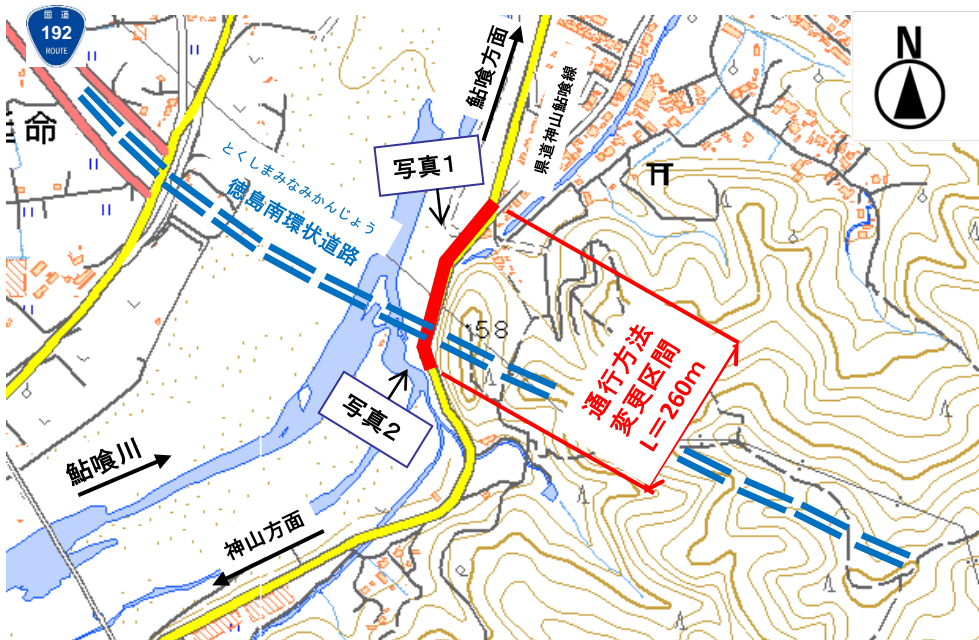 国道
192
ROUTE
N
命
鮎喰方面
県道神山鮎喰線
写真1
とくしまみなみかんじょう
徳島南環状道路
158
通行方法
変更区間
L=260m
写真2
鮎喰川
神山方面